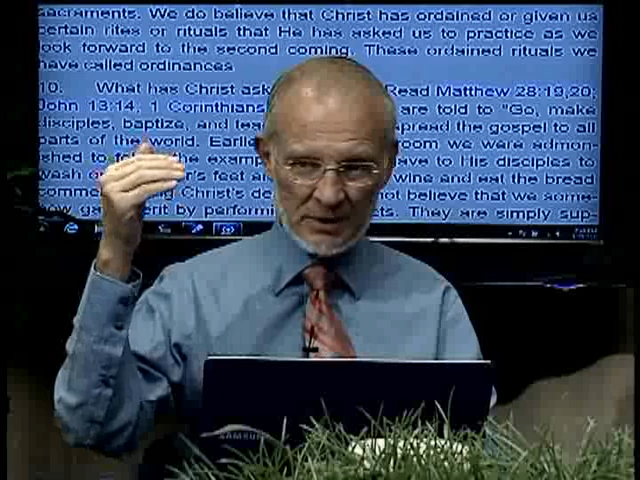 sacraments. We do believe that Christ has ordained or given us
certain rites or rituals that He has asked us to practice as we
look forward to the second coming. These ordained rituals we
have called ordinances
10. What has Christ ask Read Matthew 28:19,20;
John 13:14, 1 Corinthians are told to "Go, make
disciples, baptize, and spread the gospel to all
parts of the world. Earlie room we were admon-
ished to the examp ave to His disciples to
wash 's feet an wine and eat the bread
comme ng Christ's de not believe that we some-
how ga erit by performin ts. They are simply sup-
SAMSUNG